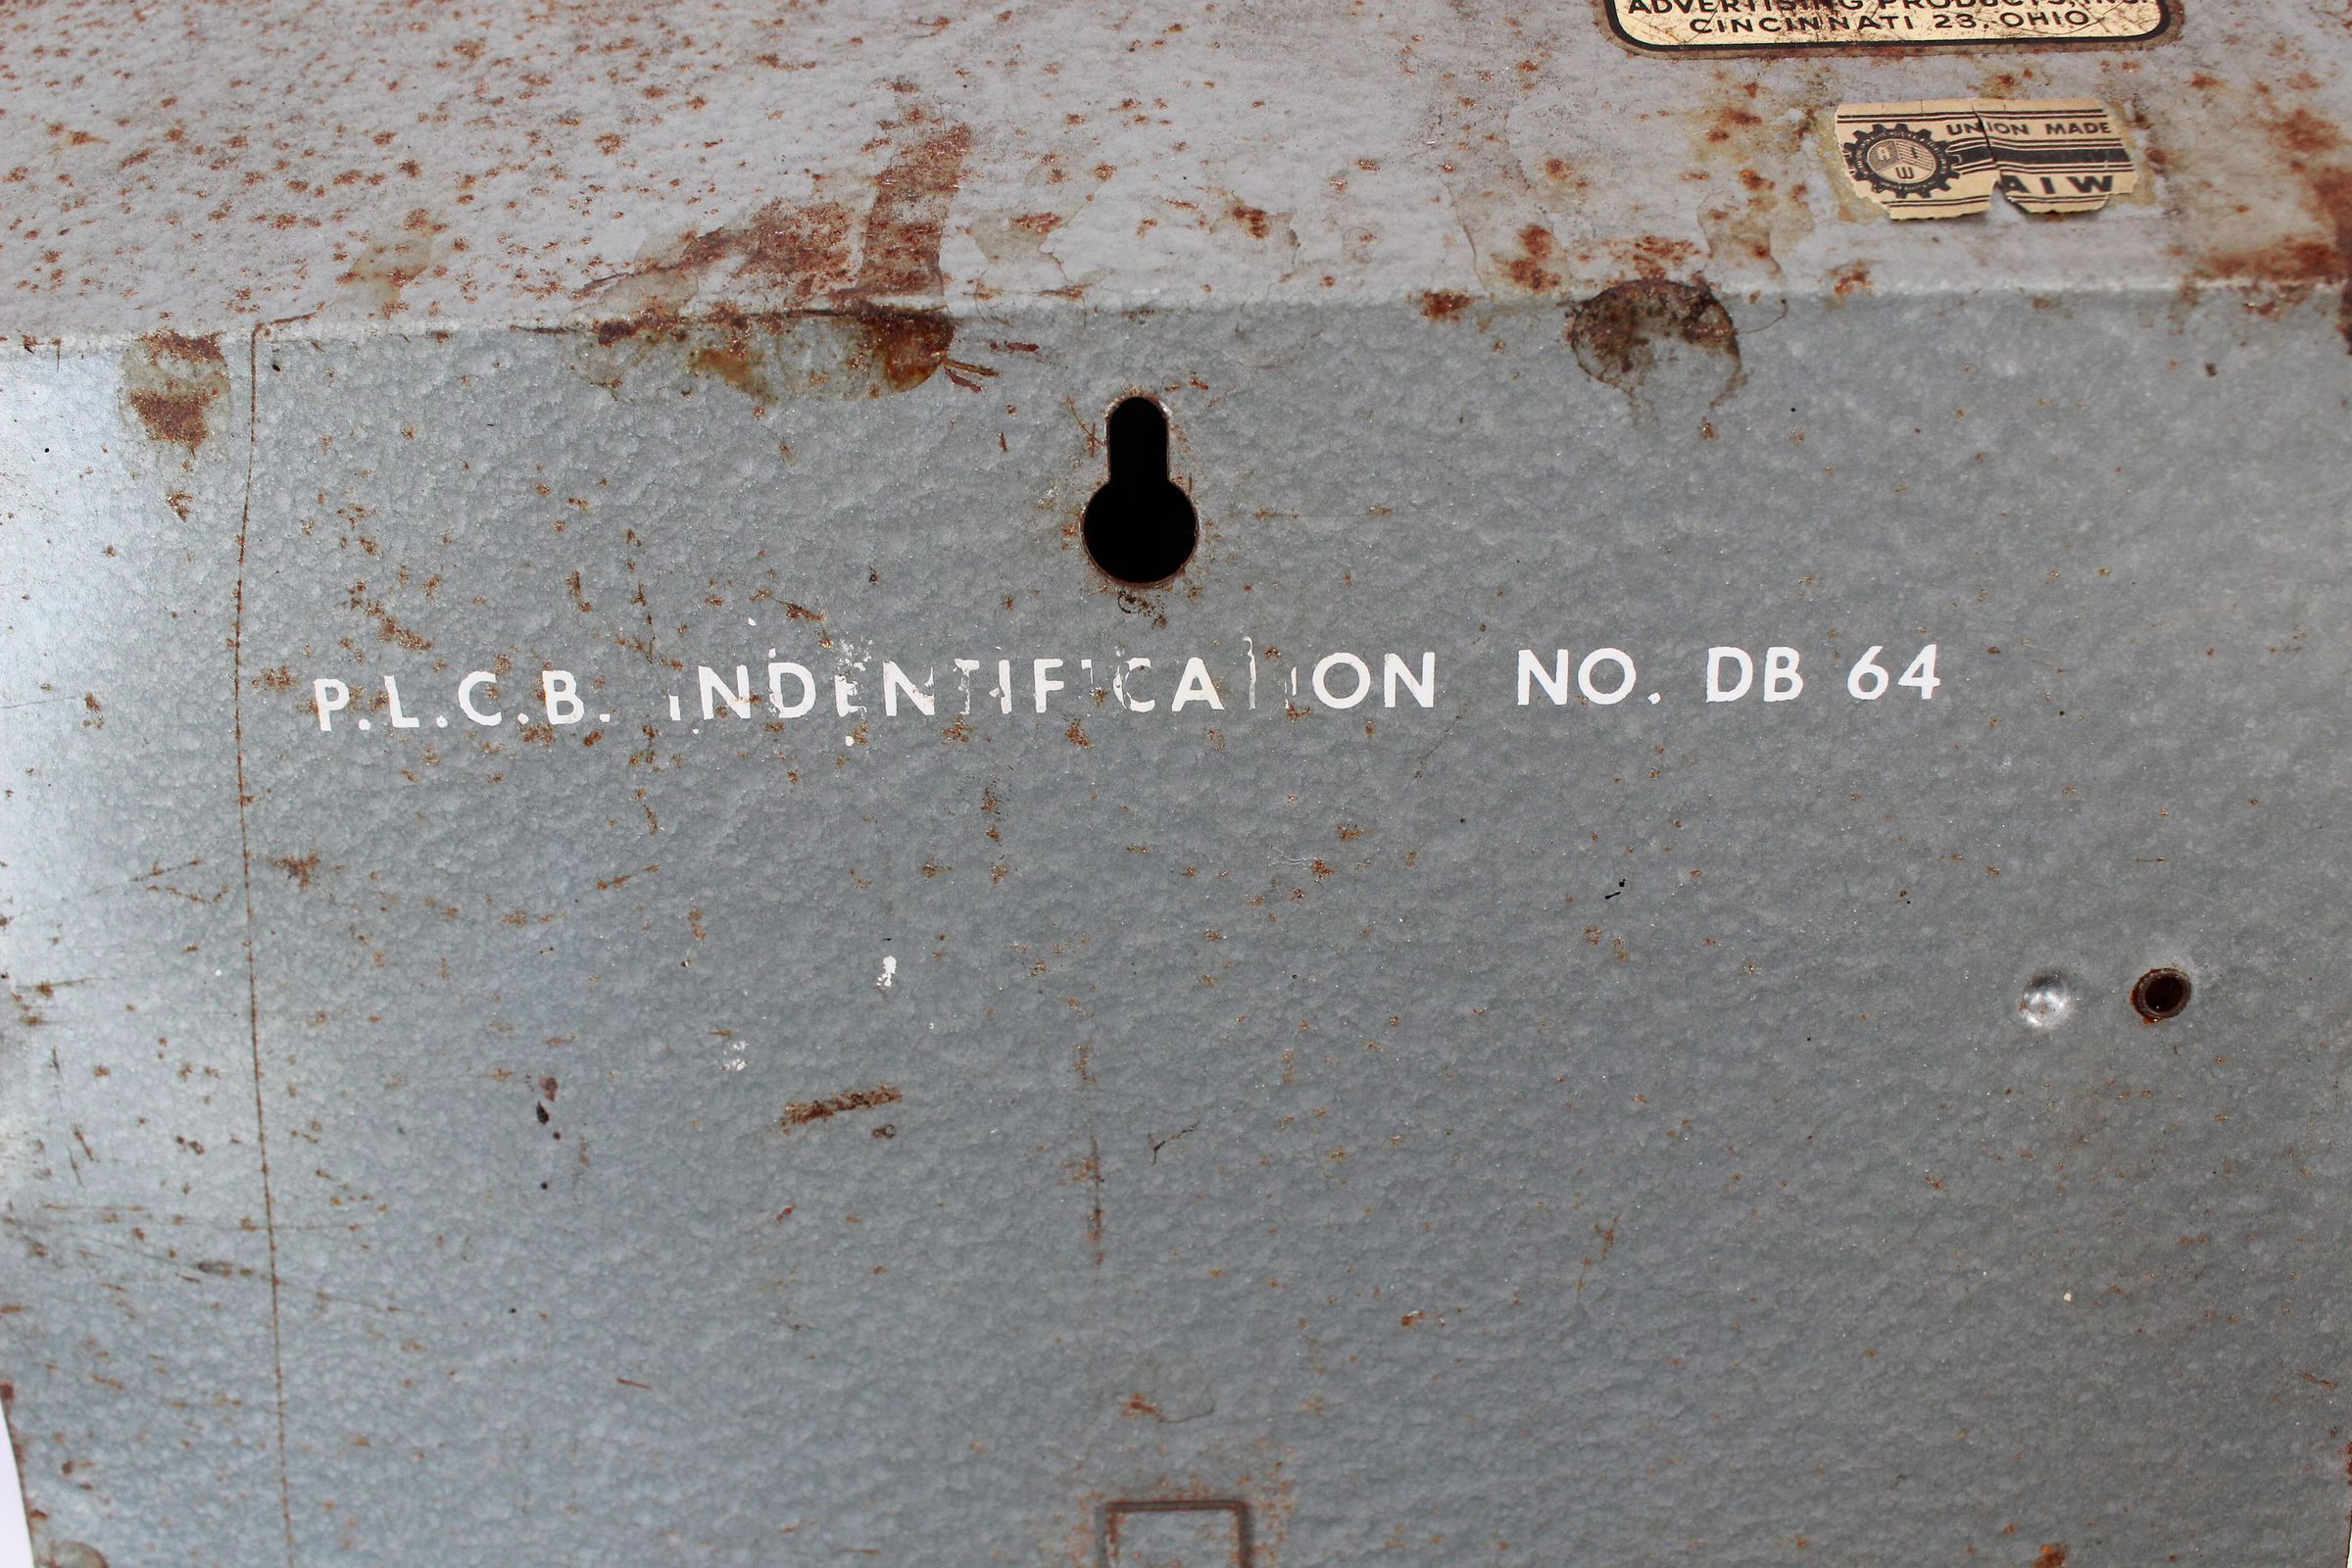 ADVERTISING PRODUCTS, INC.
CINCINNATI 23, OHIO
UNION MADE
A I W
AIW
P.L.C.B. INDENTIFICATION NO. DB 64